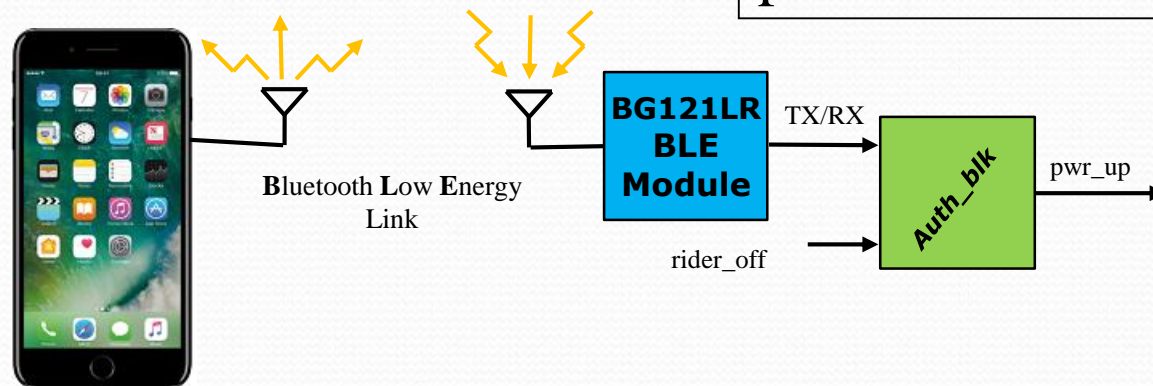 BG121LR
BLE
Module
TX/RX
Auth_blk
pwr_up
rider_off
Bluetooth Low Energy
Link